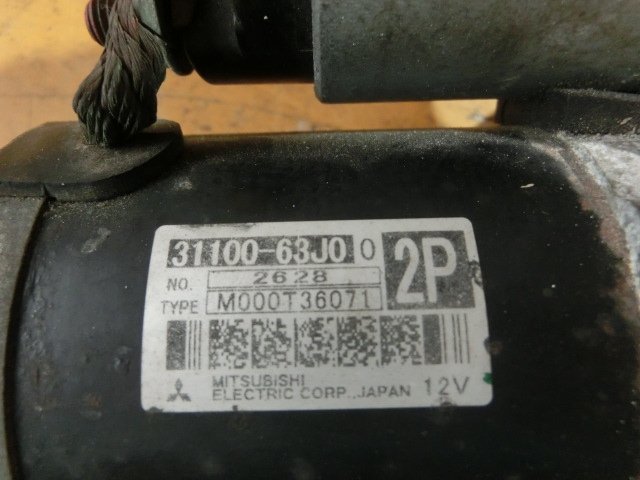 31100-63J0 0
2P
NO. 2628
TYPE M000T36071
MITSUBISHI
ELECTRIC CORP., JAPAN 12V